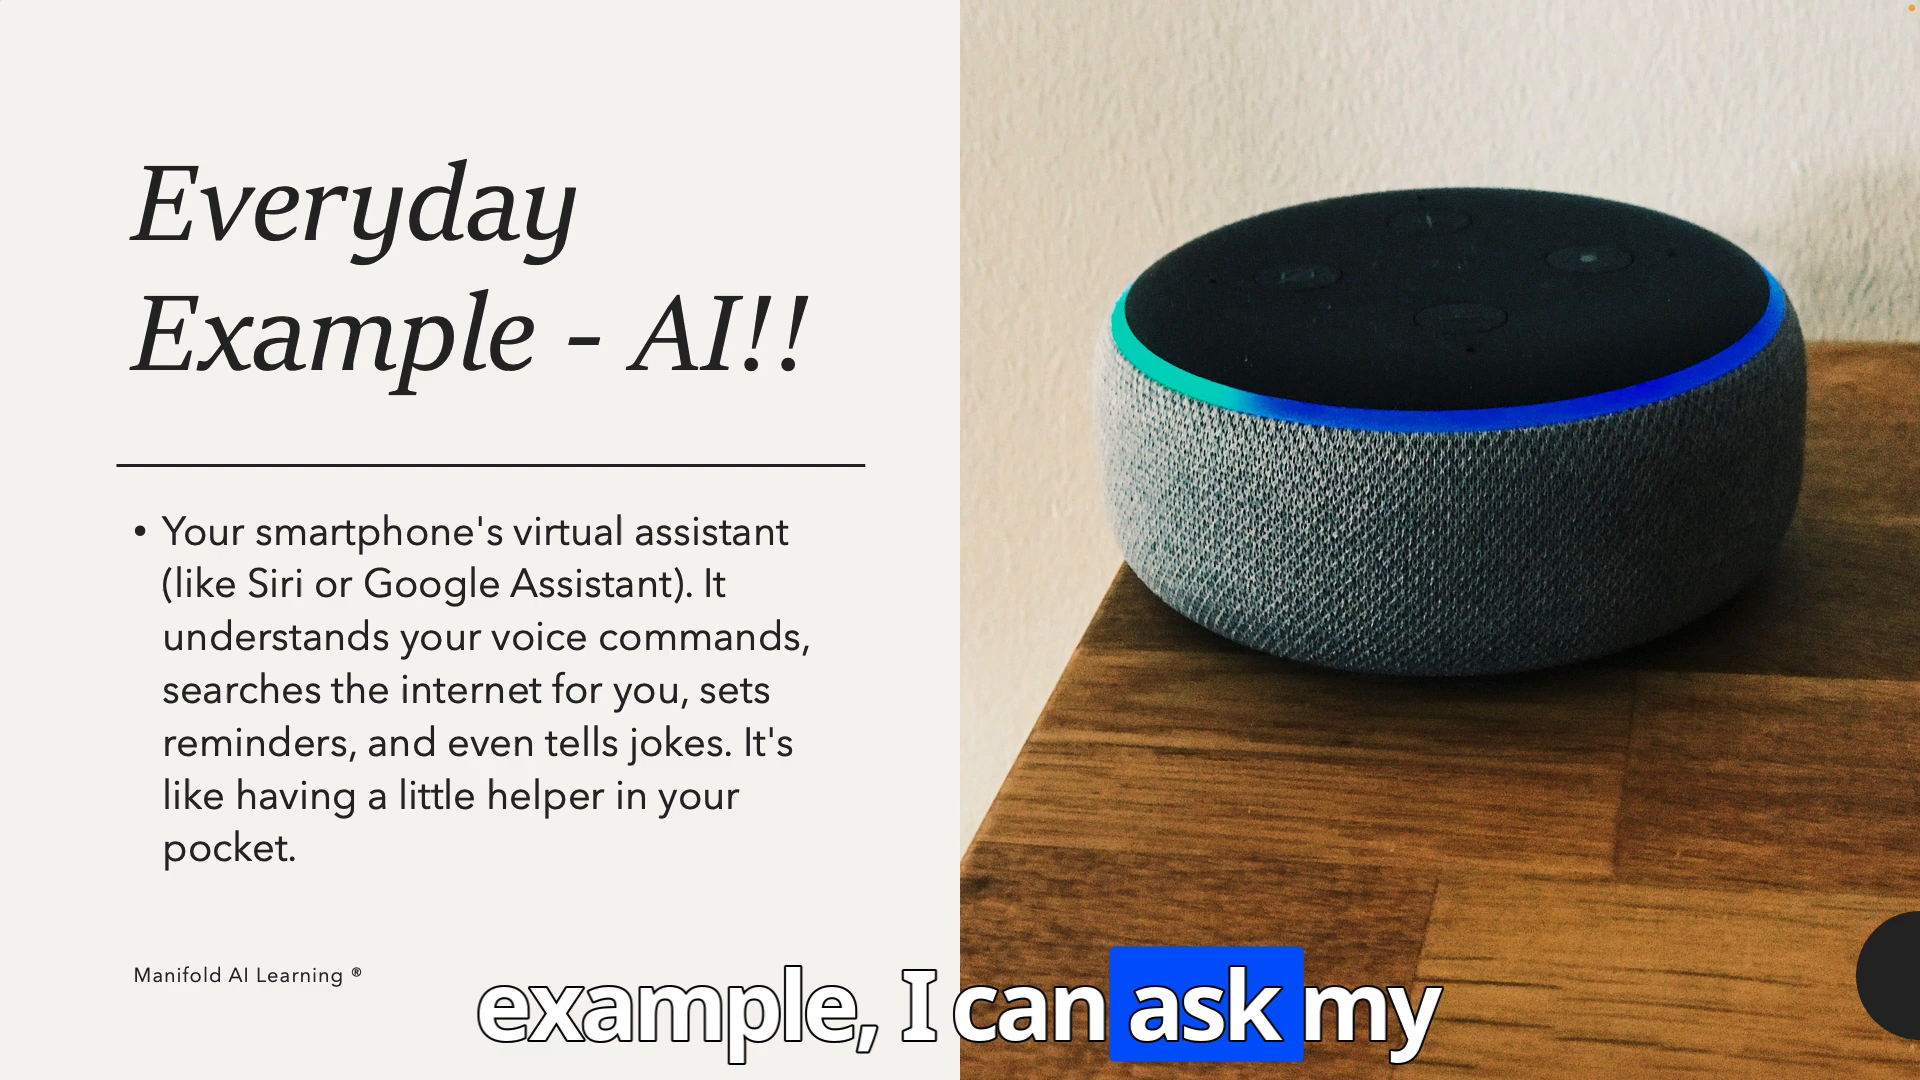 Everyday
Example - AI!!
• Your smartphone's virtual assistant
(like Siri or Google Assistant). It
understands your voice commands,
searches the internet for you, sets
reminders, and even tells jokes. It's
like having a little helper in your
pocket.
Manifold AI Learning ®
example, I can ask my